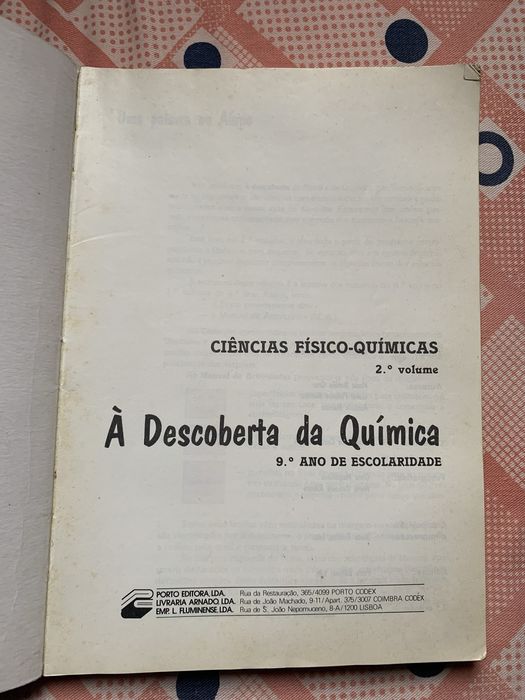 CIÊNCIAS FÍSICO-QUÍMICAS
2.º volume
À Descoberta da Química
9.º ANO DE ESCOLARIDADE
PORTO EDITORA, LDA. Rua da Restauração, 365/4099 PORTO CODEX
LIVRARIA ARNADO, LDA. Rua de João Machado, 9-11/Apart. 375/3007 COIMBRA CODEX
EMP. L. FLUMINENSE, LDA. Rua de S. João Nepomuceno, 8-A/1200 LISBOA